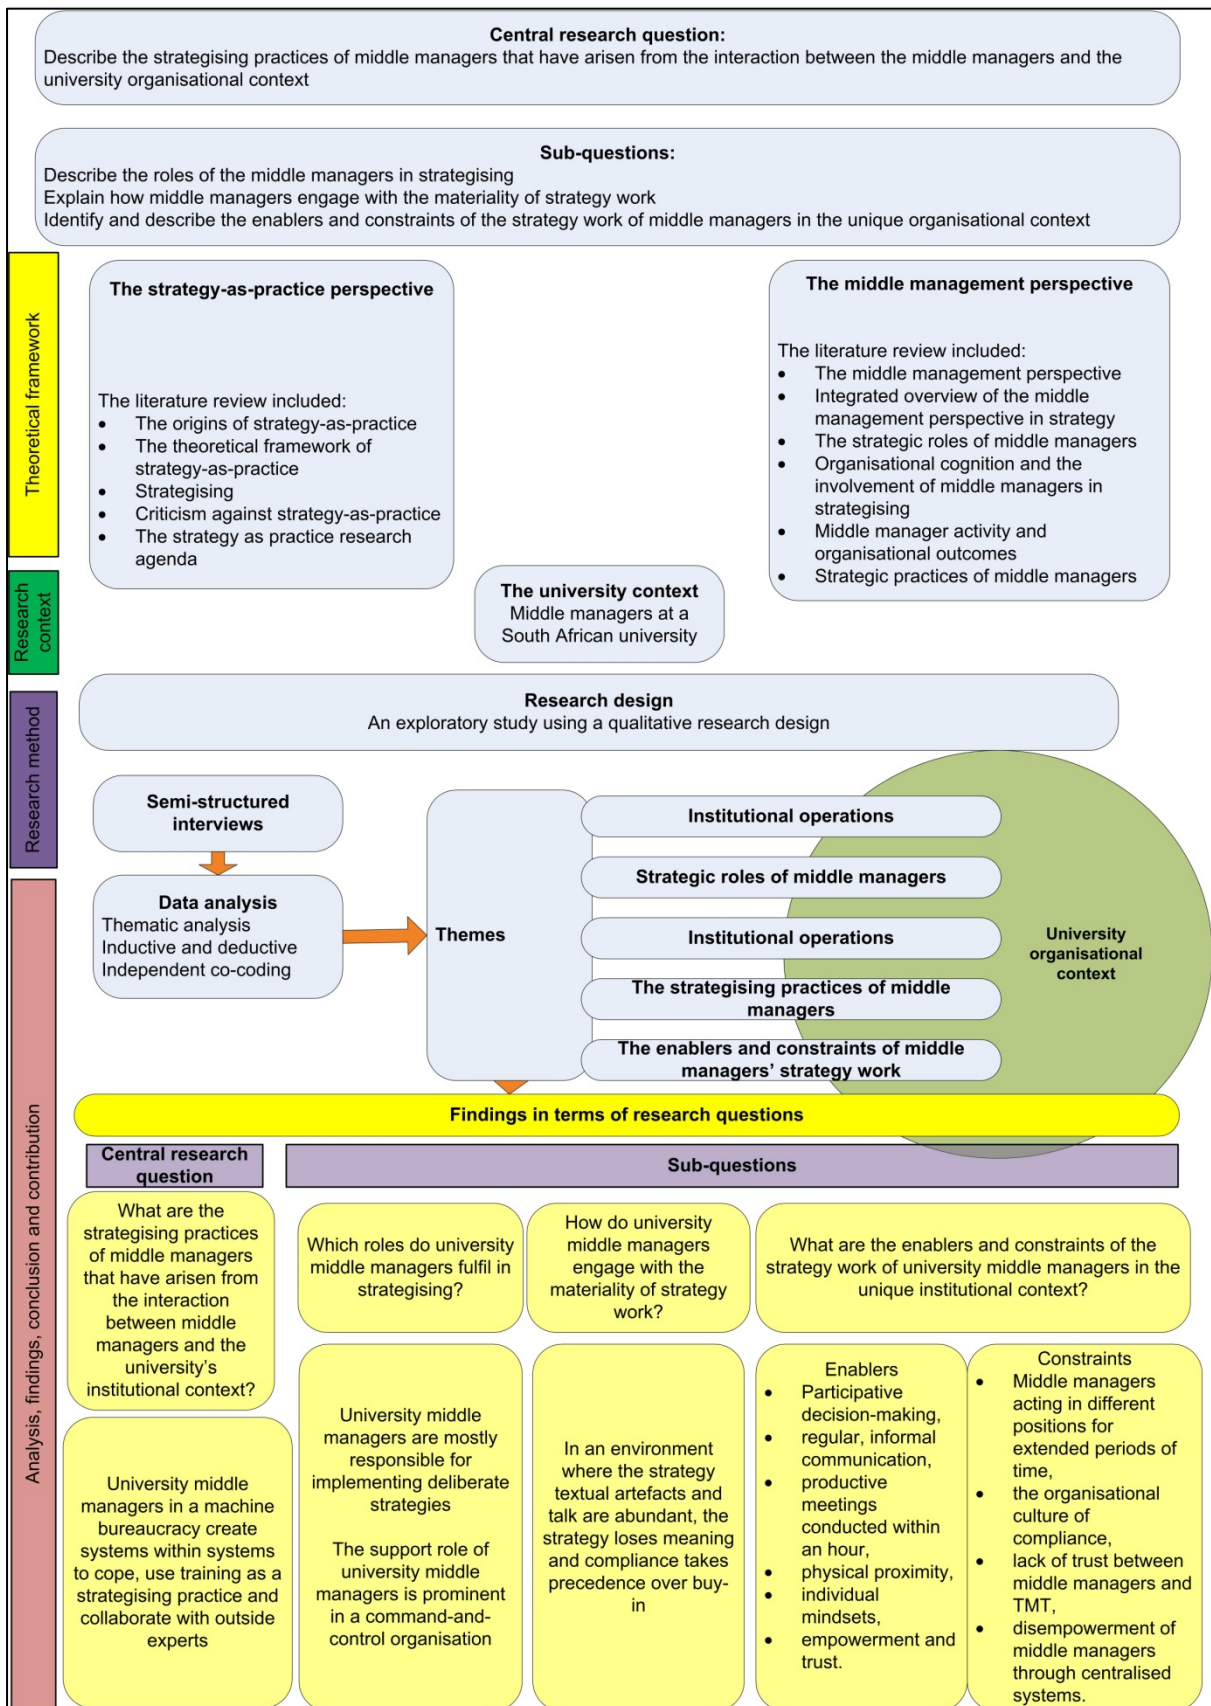 Central research question:
Describe the strategising practices of middle managers that have arisen from the interaction between the middle managers and the
university organisational context
Sub-questions:
Describe the roles of the middle managers in strategising
Explain how middle managers engage with the materiality of strategy work
Identify and describe the enablers and constraints of the strategy work of middle managers in the unique organisational context
Theoretical framework
The strategy-as-practice perspective
The literature review included:
• The origins of strategy-as-practice
• The theoretical framework of
strategy-as-practice
• Strategising
• Criticism against strategy-as-practice
• The strategy as practice research
agenda
The middle management perspective
The literature review included:
• The middle management perspective
• Integrated overview of the middle
management perspective in strategy
• The strategic roles of middle managers
• Organisational cognition and the
involvement of middle managers in
strategising
• Middle manager activity and
organisational outcomes
• Strategic practices of middle managers
Research
context
The university context
Middle managers at a
South African university
Research method
Research design
An exploratory study using a qualitative research design
Semi-structured
interviews
Data analysis
Thematic analysis
Inductive and deductive
Independent co-coding
Themes
Institutional operations
Strategic roles of middle managers
Institutional operations
The strategising practices of middle
managers
The enablers and constraints of middle
managers’ strategy work
University
organisational
context
Analysis, findings, conclusion and contribution
Findings in terms of research questions
Central research
question
Sub-questions
What are the
strategising practices
of middle managers
that have arisen from
the interaction
between middle
managers and the
university’s
institutional context?
Which roles do university
middle managers fulfil in
strategising?
How do university
middle managers
engage with the
materiality of strategy
work?
What are the enablers and constraints of the
strategy work of university middle managers in the
unique institutional context?
University middle
managers in a machine
bureaucracy create
systems within systems
to cope, use training as a
strategising practice and
collaborate with outside
experts
University middle
managers are mostly
responsible for
implementing deliberate
strategies
The support role of
university middle
managers is prominent
in a command-and-
control organisation
In an environment
where the strategy
textual artefacts and
talk are abundant, the
strategy loses meaning
and compliance takes
precedence over buy-
in
Enablers
• Participative
decision-making,
• regular, informal
communication,
• productive
meetings
conducted within
an hour,
• physical proximity,
• individual
mindsets,
• empowerment and
trust.
Constraints
• Middle managers
acting in different
positions for
extended periods of
time,
• the organisational
culture of
compliance,
• lack of trust between
middle managers and
TMT,
• disempowerment of
middle managers
through centralised
systems.